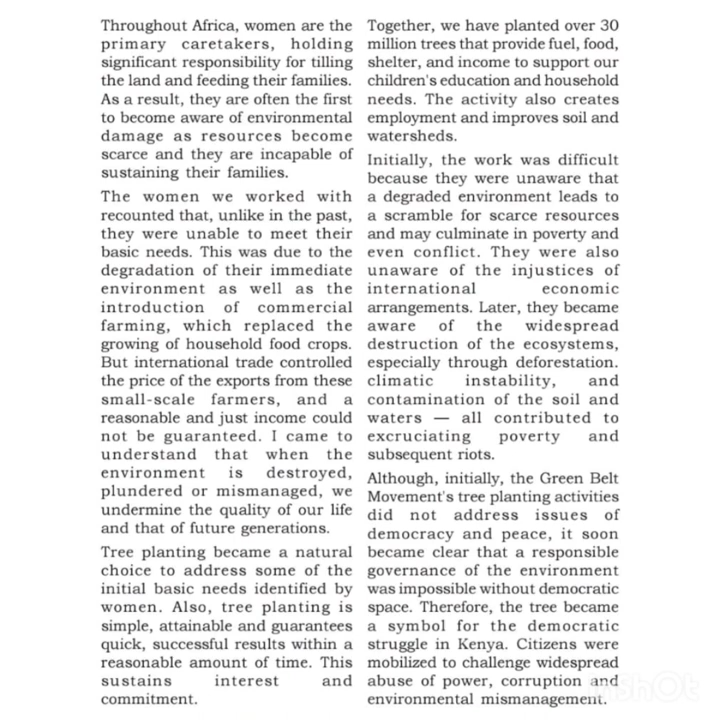 Throughout Africa, women are the
primary caretakers, holding
significant responsibility for tilling
the land and feeding their families.
As a result, they are often the first
to become aware of environmental
damage as resources become
scarce and they are incapable of
sustaining their families.
The women we worked with
recounted that, unlike in the past,
they were unable to meet their
basic needs. This was due to the
degradation of their immediate
environment as well as the
introduction of commercial
farming, which replaced the
growing of household food crops.
But international trade controlled
the price of the exports from these
small-scale farmers, and a
reasonable and just income could
not be guaranteed. I came to
understand that when the
environment is destroyed,
plundered or mismanaged, we
undermine the quality of our life
and that of future generations.
Tree planting became a natural
choice to address some of the
initial basic needs identified by
women. Also, tree planting is
simple, attainable and guarantees
quick, successful results within a
reasonable amount of time. This
sustains interest and
commitment.
Together, we have planted over 30
million trees that provide fuel, food,
shelter, and income to support our
children's education and household
needs. The activity also creates
employment and improves soil and
watersheds.
Initially, the work was difficult
because they were unaware that
a degraded environment leads to
a scramble for scarce resources
and may culminate in poverty and
even conflict. They were also
unaware of the injustices of
international economic
arrangements. Later, they became
aware of the widespread
destruction of the ecosystems,
especially through deforestation.
climatic instability, and
contamination of the soil and
waters — all contributed to
excruciating poverty and
subsequent riots.
Although, initially, the Green Belt
Movement's tree planting activities
did not address issues of
democracy and peace, it soon
became clear that a responsible
governance of the environment
was impossible without democratic
space. Therefore, the tree became
a symbol for the democratic
struggle in Kenya. Citizens were
mobilized to challenge widespread
abuse of power, corruption and
environmental mismanagement.